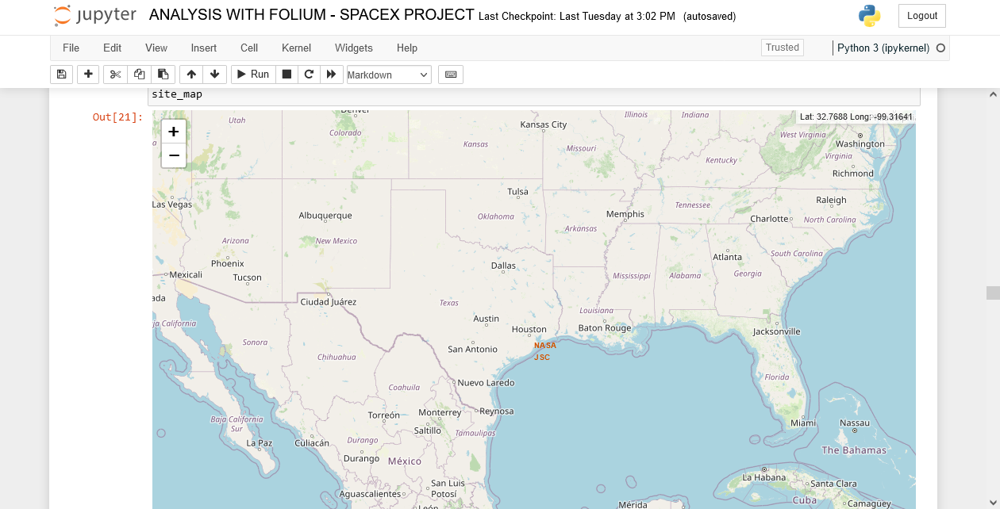 jupyter ANALYSIS WITH FOLIUM - SPACEX PROJECT Last Checkpoint: Last Tuesday at 3:02 PM (autosaved)
Logout
File Edit View Insert Cell Kernel Widgets Help
Trusted
Python 3 (ipykernel)
Run
Markdown
site_map
Out[21]:
+
−
Lat: 32.7688 Long: -99.31641
Denver
Utah
Colorado
Kansas City
Kansas
Missouri
Illinois
Indiana
West Virginia
Washington
Virginia
Kentucky
Richmond
Las Vegas
Tulsa
Raleigh
Albuquerque
Oklahoma
Memphis
Tennessee
Charlotte
North Carolina
Arizona
New Mexico
Arkansas
Phoenix
Dallas
Atlanta
South Carolina
Mexicali
Tucson
Mississippi
Alabama
Georgia
ada
Ciudad Juárez
Texas
Louisiana
ja California
Austin
Houston
Baton Rouge
Jacksonville
Sonora
San Antonio
NASA
JSC
Chihuahua
Coahuila
Nuevo Laredo
Florida
Baja California
Sur
Torreón
Monterrey
Reynosa
Saltillo
Tamaulipas
Miami
Nassau
La Paz
Culiacán
Durango
Durango
México
The Bahamas
La Habana
Santa Clara
San Luis
Potosí
Aguascalientes
León
Mérida
Cuba
Camagüey